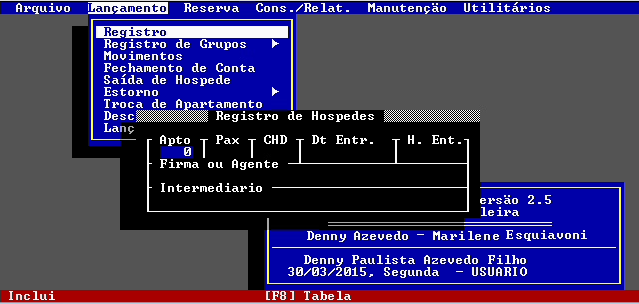 Arquivo Lançamento Reserva Cons./Relat. Manutenção Utilitários
Registro
Registro de Grupos
Movimentos
Fechamento de Conta
Saída de Hospede
Estorno
Troca de Apartamento
Desc
Lanç
Registro de Hospedes
Apto Pax CHD Dt Entr. H. Ent.
0
Firma ou Agente
Intermediario
ersão 2.5
leira
Denny Azevedo - Marilene Esquiavoni
Denny Paulista Azevedo Filho
30/03/2015, Segunda - USUARIO
Inclui [F8] Tabela